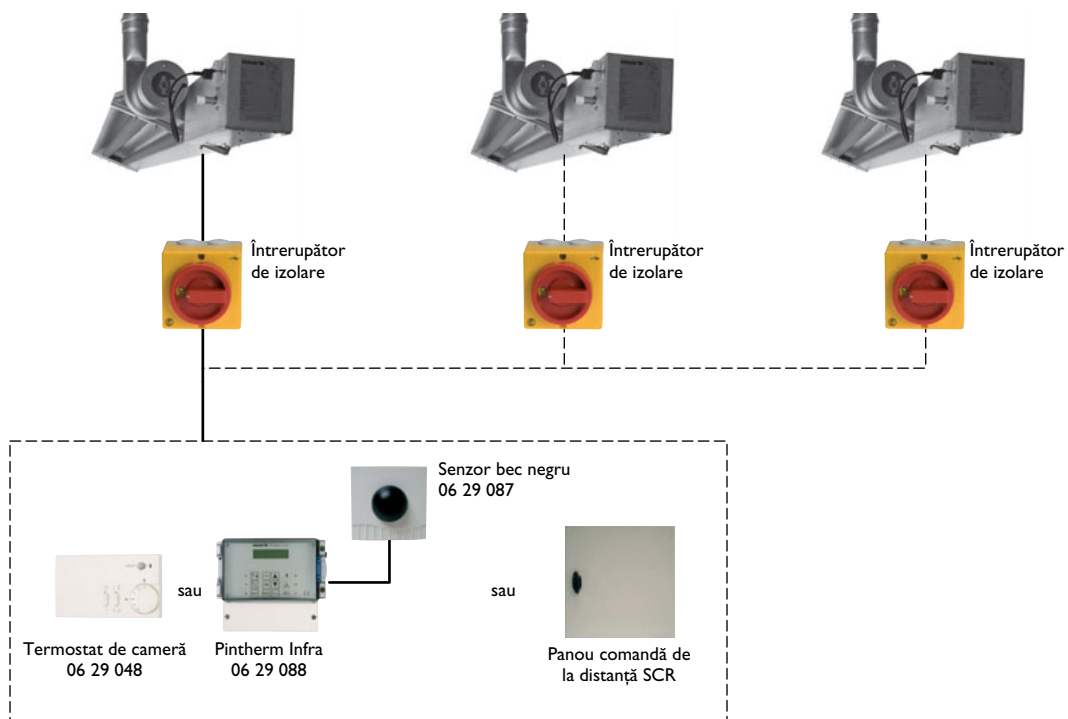 Întrerupător
de izolare
Întrerupător
de izolare
Întrerupător
de izolare
Senzor bec negru
06 29 087
sau
sau
Termostat de cameră
06 29 048
Pintherm Infra
06 29 088
Panou comandă de
la distanță SCR